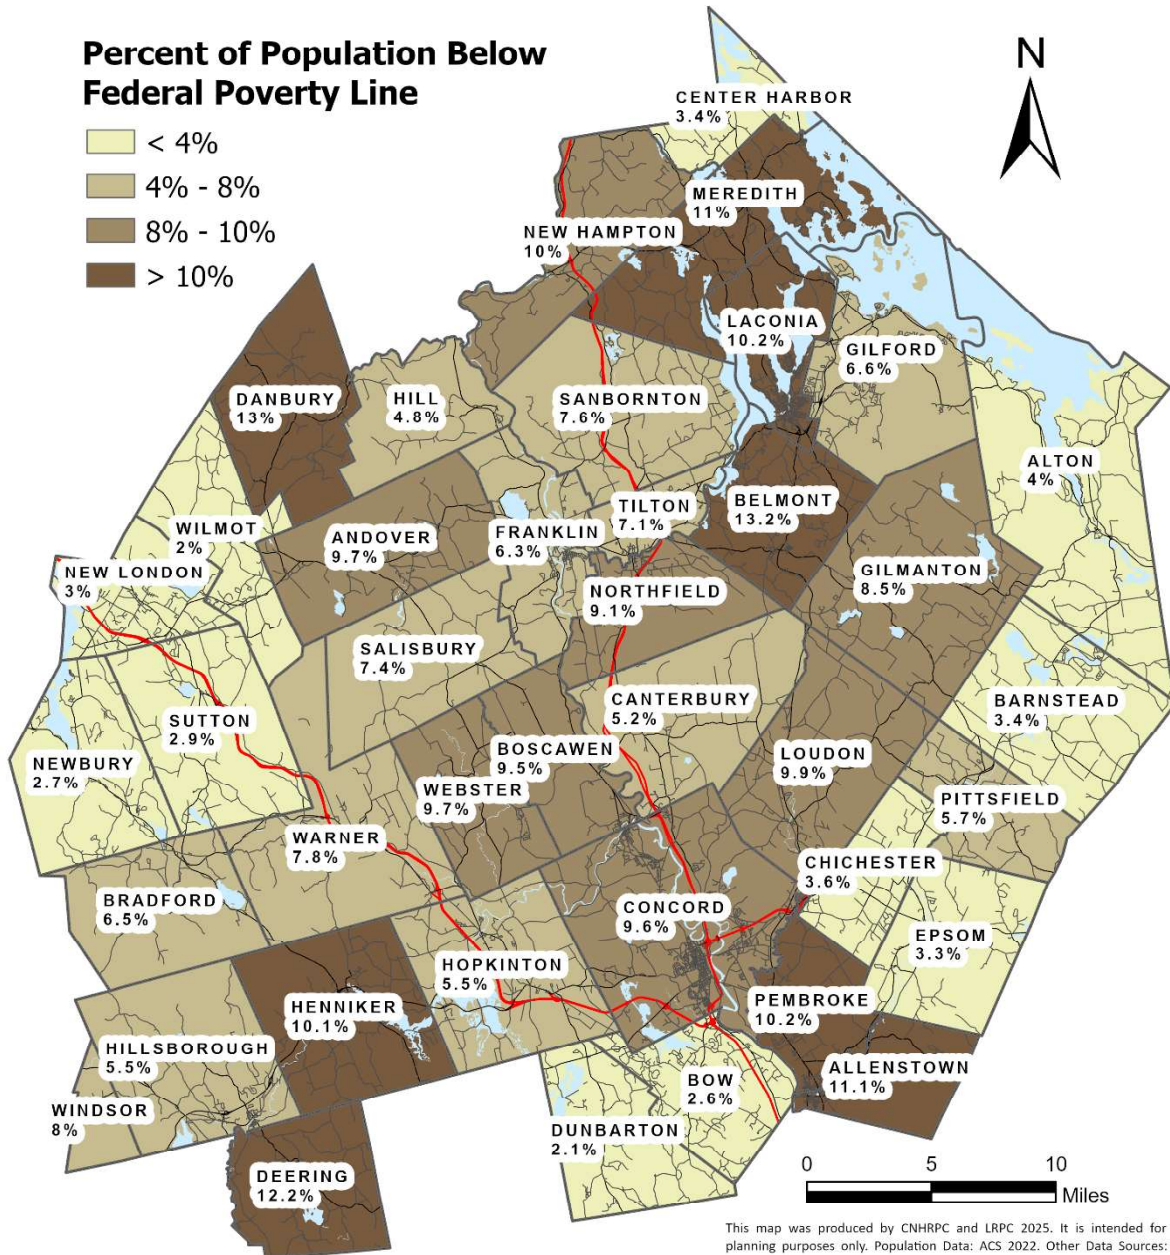 Percent of Population Below
Federal Poverty Line
< 4%
4% - 8%
8% - 10%
> 10%
N
CENTER HARBOR
3.4%
MEREDITH
11%
NEW HAMPTON
10%
LACONIA
10.2%
GILFORD
6.6%
DANBURY
13%
HILL
4.8%
SANBORNTON
7.6%
ALTON
4%
TILTON
7.1%
BELMONT
13.2%
WILMOT
2%
ANDOVER
9.7%
FRANKLIN
6.3%
NEW LONDON
3%
NORTHFIELD
9.1%
GILMANTON
8.5%
SALISBURY
7.4%
CANTERBURY
5.2%
BARNSTEAD
3.4%
SUTTON
2.9%
BOSCAWEN
9.5%
LOUDON
9.9%
NEWBURY
2.7%
WEBSTER
9.7%
PITTSFIELD
5.7%
WARNER
7.8%
CHICHESTER
3.6%
BRADFORD
6.5%
CONCORD
9.6%
EPSOM
3.3%
HOPKINTON
5.5%
HENNIKER
10.1%
PEMBROKE
10.2%
HILLSBOROUGH
5.5%
ALLENSTOWN
11.1%
BOW
2.6%
WINDSOR
8%
DUNBARTON
2.1%
DEERING
12.2%
0 5 10
Miles
This map was produced by CNHRPC and LRPC 2025. It is intended for
planning purposes only. Population Data: ACS 2022. Other Data Sources: